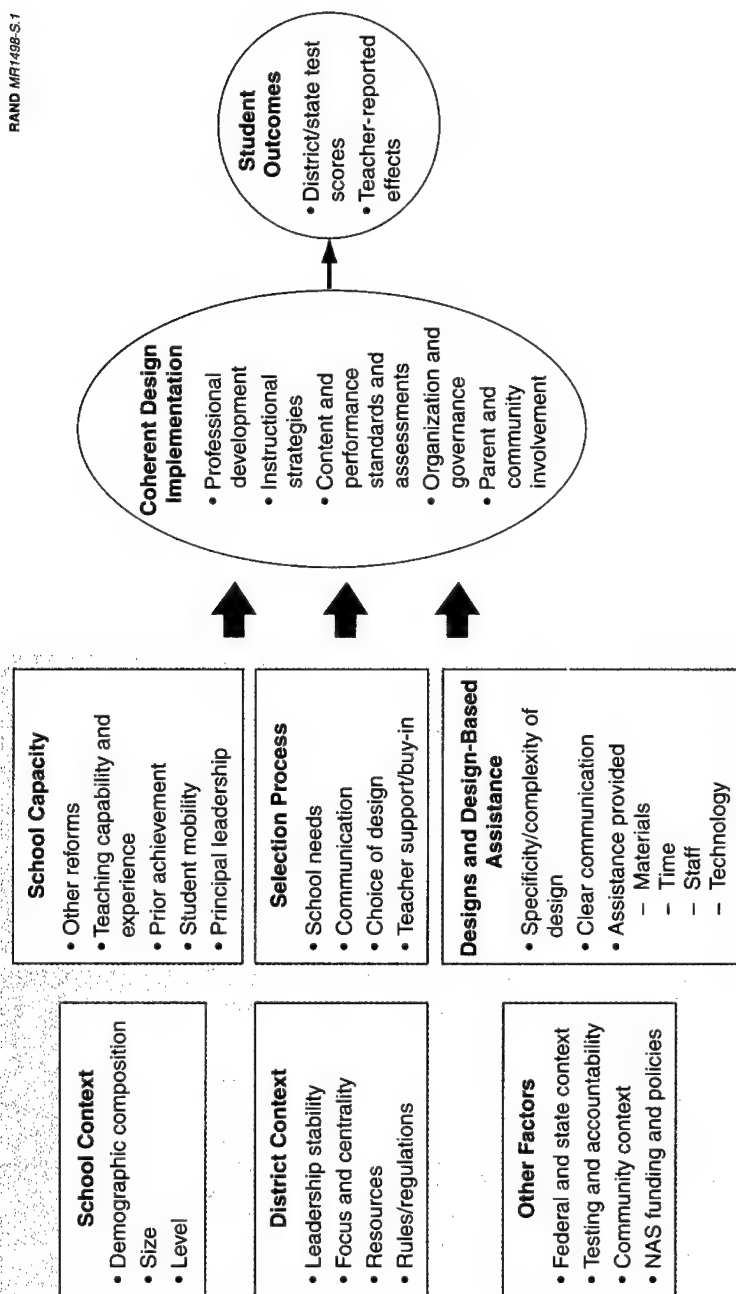 RAND MR1498-S.1
School Context
• Demographic composition
• Size
• Level
District Context
• Leadership stability
• Focus and centrality
• Resources
• Rules/regulations
Other Factors
• Federal and state context
• Testing and accountability
• Community context
• NAS funding and policies
School Capacity
• Other reforms
• Teaching capability and
experience
• Prior achievement
• Student mobility
• Principal leadership
Selection Process
• School needs
• Communication
• Choice of design
• Teacher support/buy-in
Designs and Design-Based
Assistance
• Specificity/complexity of
design
• Clear communication
• Assistance provided
– Materials
– Time
– Staff
– Technology
Coherent Design
Implementation
• Professional
development
• Instructional
strategies
• Content and
performance
standards and
assessments
• Organization and
governance
• Parent and
community
involvement
Student
Outcomes
• District/state test
scores
• Teacher-reported
effects